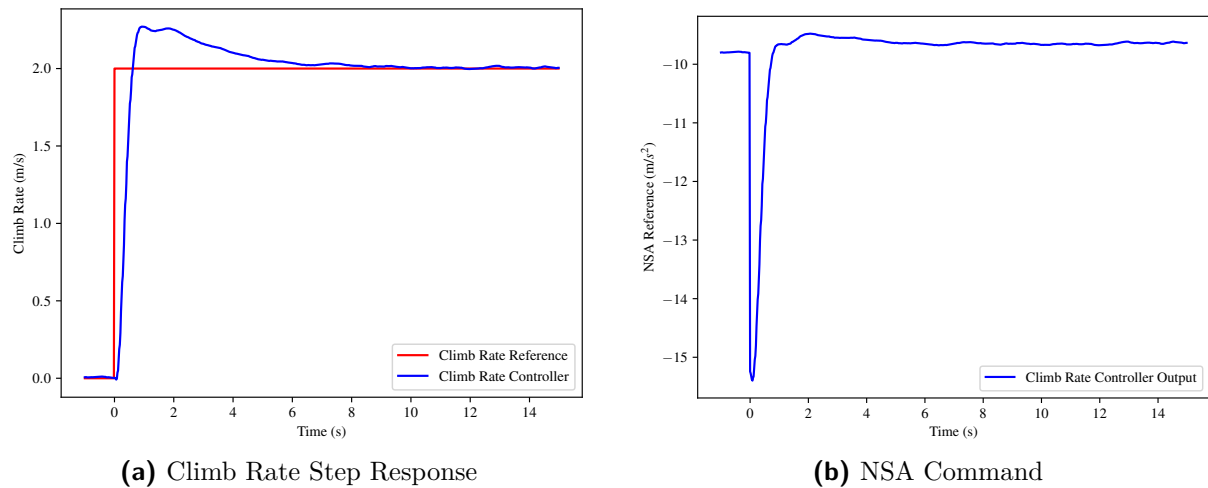 2.0
1.5
1.0
0.5
0.0
Climb Rate (m/s)
0 2 4 6 8 10 12 14
Time (s)
Climb Rate Reference
Climb Rate Controller
(a) Climb Rate Step Response
−10
−11
−12
−13
−14
−15
NSA Reference (m/s²)
0 2 4 6 8 10 12 14
Time (s)
Climb Rate Controller Output
(b) NSA Command